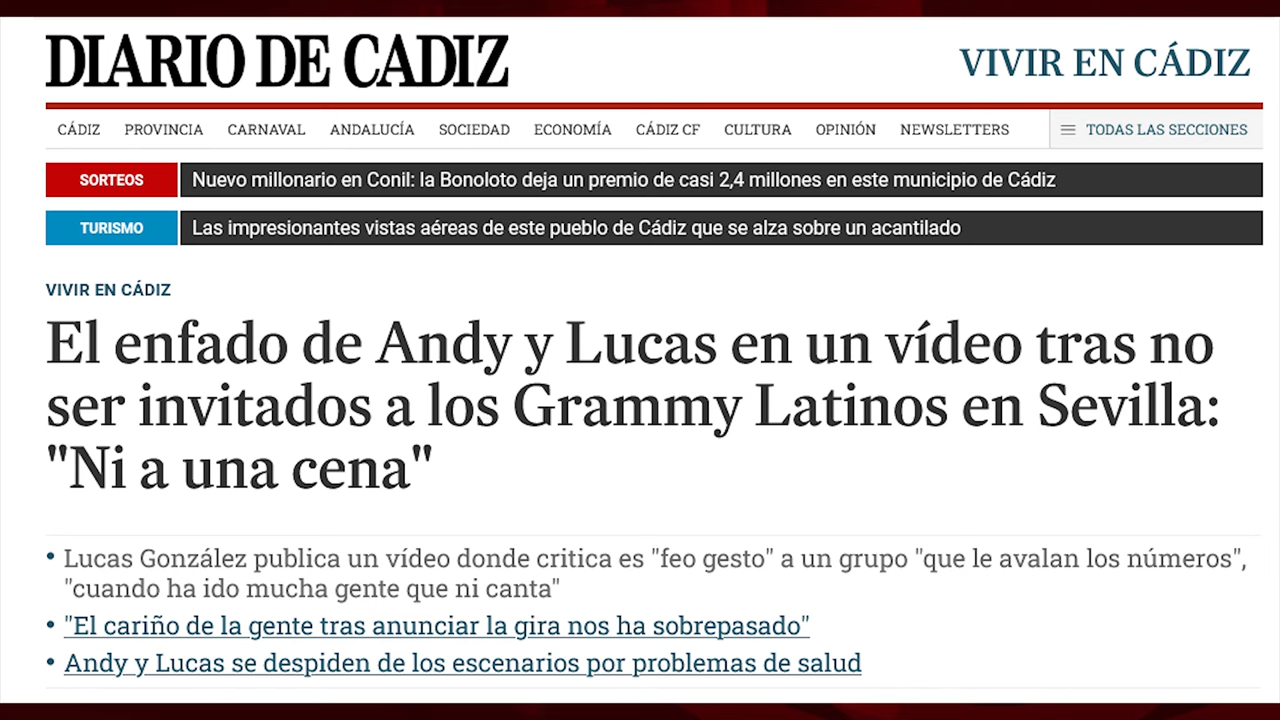 DIARIO DE CADIZ
VIVIR EN CÁDIZ
CÁDIZ PROVINCIA CARNAVAL ANDALUCÍA SOCIEDAD ECONOMÍA CÁDIZ CF CULTURA OPINIÓN NEWSLETTERS TODAS LAS SECCIONES
SORTEOS Nuevo millonario en Conil: la Bonoloto deja un premio de casi 2,4 millones en este municipio de Cádiz
TURISMO Las impresionantes vistas aéreas de este pueblo de Cádiz que se alza sobre un acantilado
VIVIR EN CÁDIZ
El enfado de Andy y Lucas en un vídeo tras no
ser invitados a los Grammy Latinos en Sevilla:
"Ni a una cena"
• Lucas González publica un vídeo donde critica es "feo gesto" a un grupo "que le avalan los números",
"cuando ha ido mucha gente que ni canta"
• "El cariño de la gente tras anunciar la gira nos ha sobrepasado"
• Andy y Lucas se despiden de los escenarios por problemas de salud